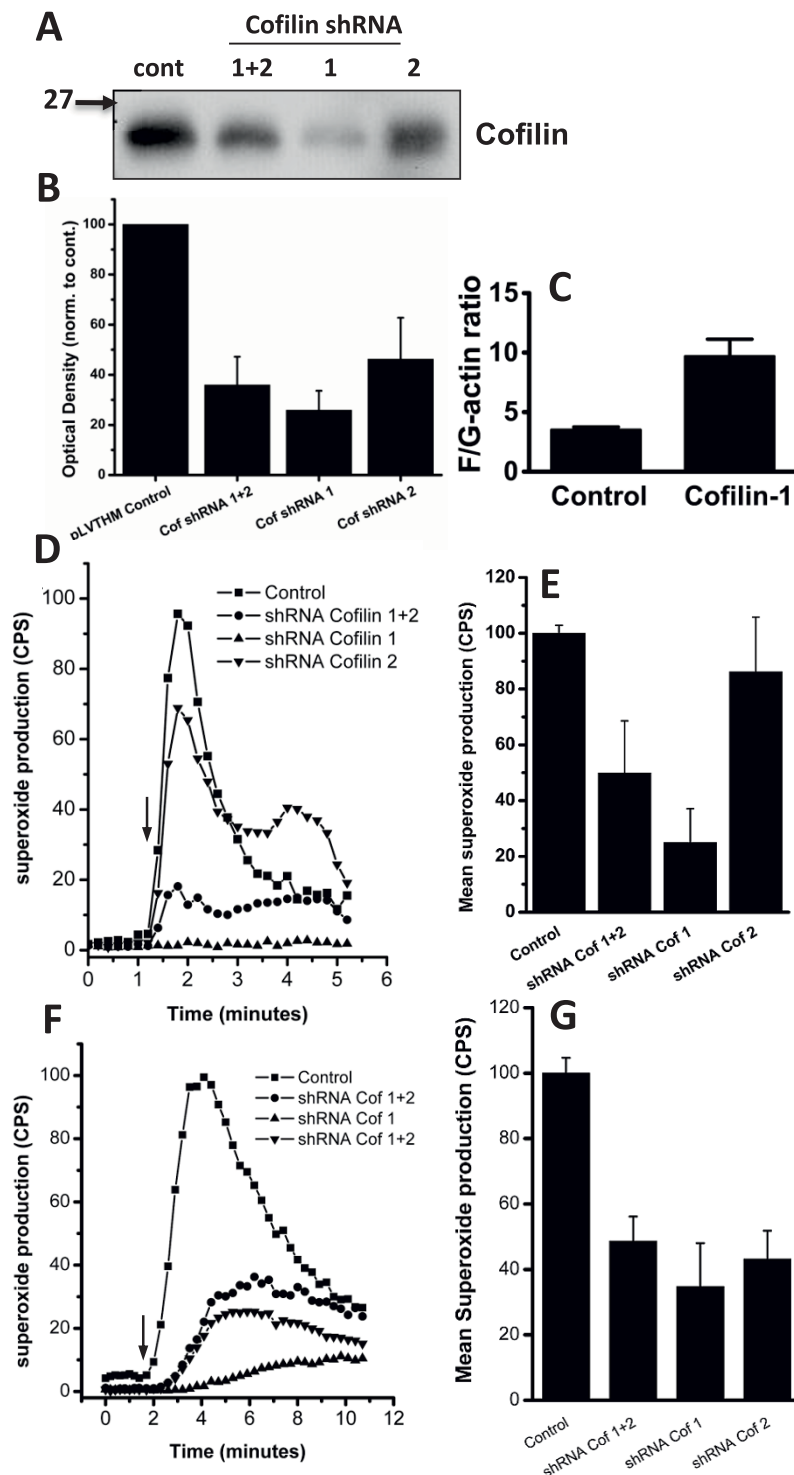 A
Cofilin shRNA
cont 1+2 1 2
27
Cofilin
B
Optical Density (norm. to cont.)
100
80
60
40
20
0
pLVTHM Control
Cof shRNA 1+2
Cof shRNA 1
Cof shRNA 2
C
F/G-actin ratio
15
10
5
0
Control Cofilin-1
D
superoxide production (CPS)
100
80
60
40
20
0
Control
shRNA Cofilin 1+2
shRNA Cofilin 1
shRNA Cofilin 2
0 1 2 3 4 5 6
Time (minutes)
E
Mean superoxide production (CPS)
120
100
80
60
40
20
0
Control
shRNA Cof 1+2
shRNA Cof 1
shRNA Cof 2
F
superoxide production (CPS)
100
80
60
40
20
0
Control
shRNA Cof 1+2
shRNA Cof 1
shRNA Cof 1+2
0 2 4 6 8 10 12
Time (minutes)
G
Mean Superoxide production (CPS)
120
100
80
60
40
20
0
Control
shRNA Cof 1+2
shRNA Cof 1
shRNA Cof 2